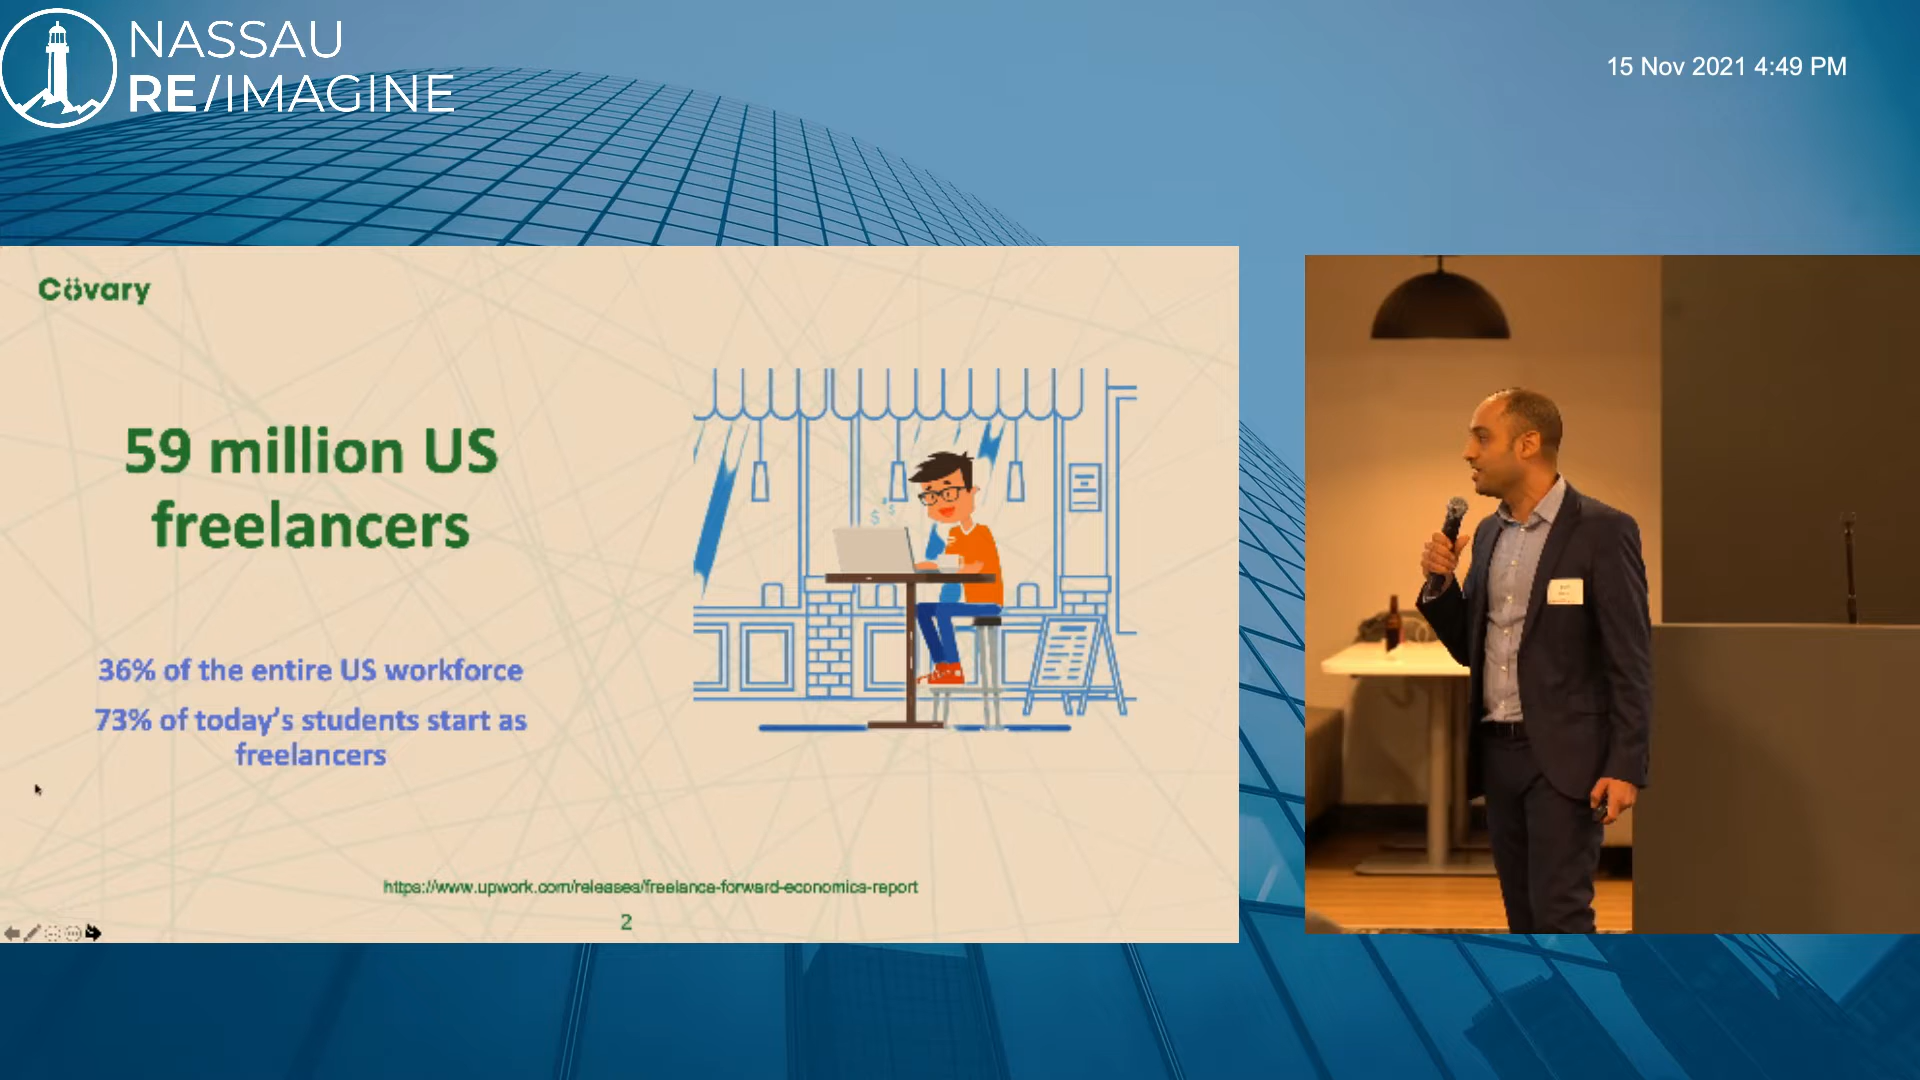 NASSAU
RE/IMAGINE
15 Nov 2021 4:49 PM
Cövary
59 million US
freelancers
36% of the entire US workforce
73% of today's students start as
freelancers
https://www.upwork.com/releases/freelance-forward-economics-report
2